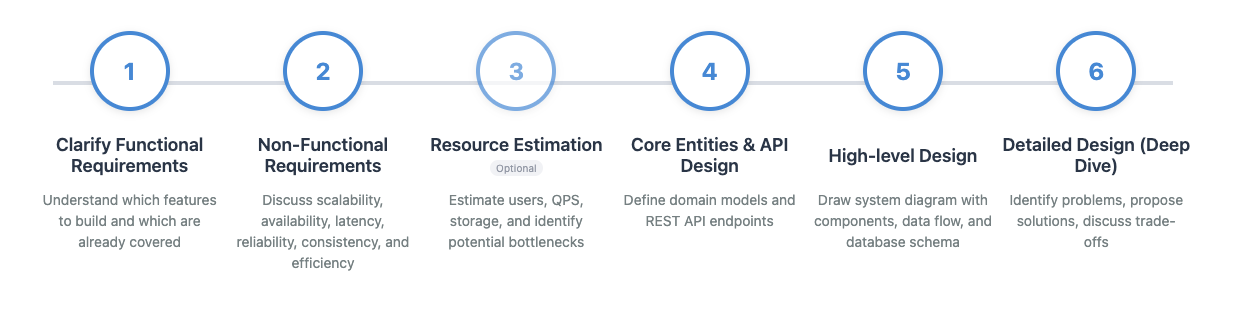 1
2
3
4
5
6
Clarify Functional
Requirements
Understand which features
to build and which are
already covered
Non-Functional
Requirements
Discuss scalability,
availability, latency,
reliability, consistency, and
efficiency
Resource Estimation
Optional
Estimate users, QPS,
storage, and identify
potential bottlenecks
Core Entities & API
Design
Define domain models and
REST API endpoints
High-level Design
Draw system diagram with
components, data flow, and
database schema
Detailed Design (Deep
Dive)
Identify problems, propose
solutions, discuss trade-
offs